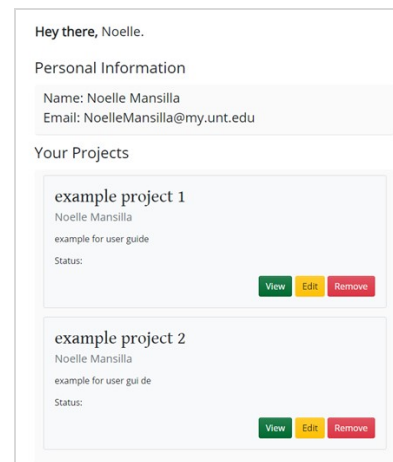 Hey there, Noelle.
Personal Information
Name: Noelle Mansilla
Email: NoelleMansilla@my.unt.edu
Your Projects
example project 1
Noelle Mansilla
example for user guide
Status:
View Edit Remove
example project 2
Noelle Mansilla
example for user gui de
Status:
View Edit Remove